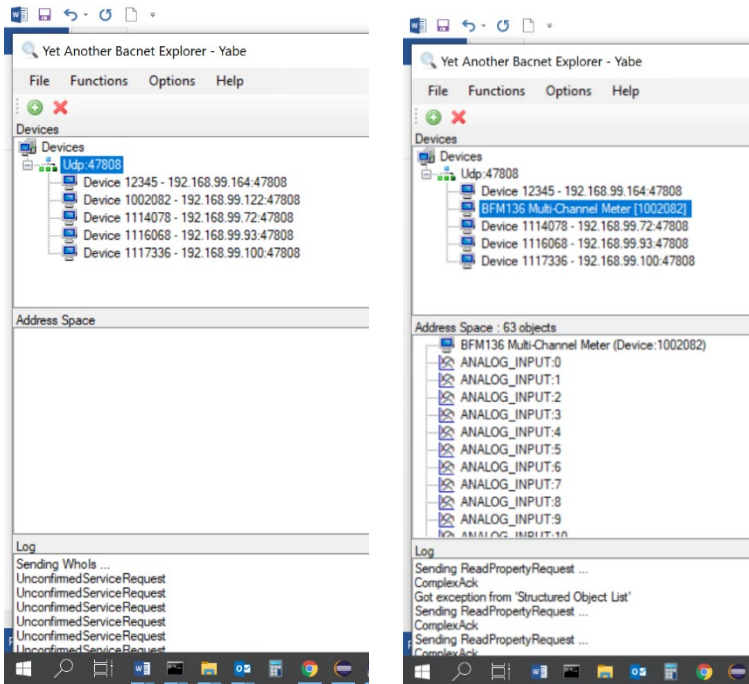 Yet Another Bacnet Explorer - Yabe
File Functions Options Help
Devices
Devices
Udp:47808
Device 12345 - 192.168.99.164:47808
Device 1002082 - 192.168.99.122:47808
Device 1114078 - 192.168.99.72:47808
Device 1116068 - 192.168.99.93:47808
Device 1117336 - 192.168.99.100:47808
Address Space
Log
Sending WhoIs ...
UnconfirmedServiceRequest
UnconfirmedServiceRequest
UnconfirmedServiceRequest
UnconfirmedServiceRequest
UnconfirmedServiceRequest
UnconfirmedServiceRequest
Yet Another Bacnet Explorer - Yabe
File Functions Options Help
Devices
Devices
Udp:47808
Device 12345 - 192.168.99.164:47808
BFM136 Multi-Channel Meter [1002082]
Device 1114078 - 192.168.99.72:47808
Device 1116068 - 192.168.99.93:47808
Device 1117336 - 192.168.99.100:47808
Address Space : 63 objects
BFM136 Multi-Channel Meter (Device:1002082)
ANALOG_INPUT:0
ANALOG_INPUT:1
ANALOG_INPUT:2
ANALOG_INPUT:3
ANALOG_INPUT:4
ANALOG_INPUT:5
ANALOG_INPUT:6
ANALOG_INPUT:7
ANALOG_INPUT:8
ANALOG_INPUT:9
ANALOG_INPUT:10
Log
Sending ReadPropertyRequest ...
ComplexAck
Got exception from 'Structured Object List'
Sending ReadPropertyRequest ...
ComplexAck
Sending ReadPropertyRequest ...
ComplexAck